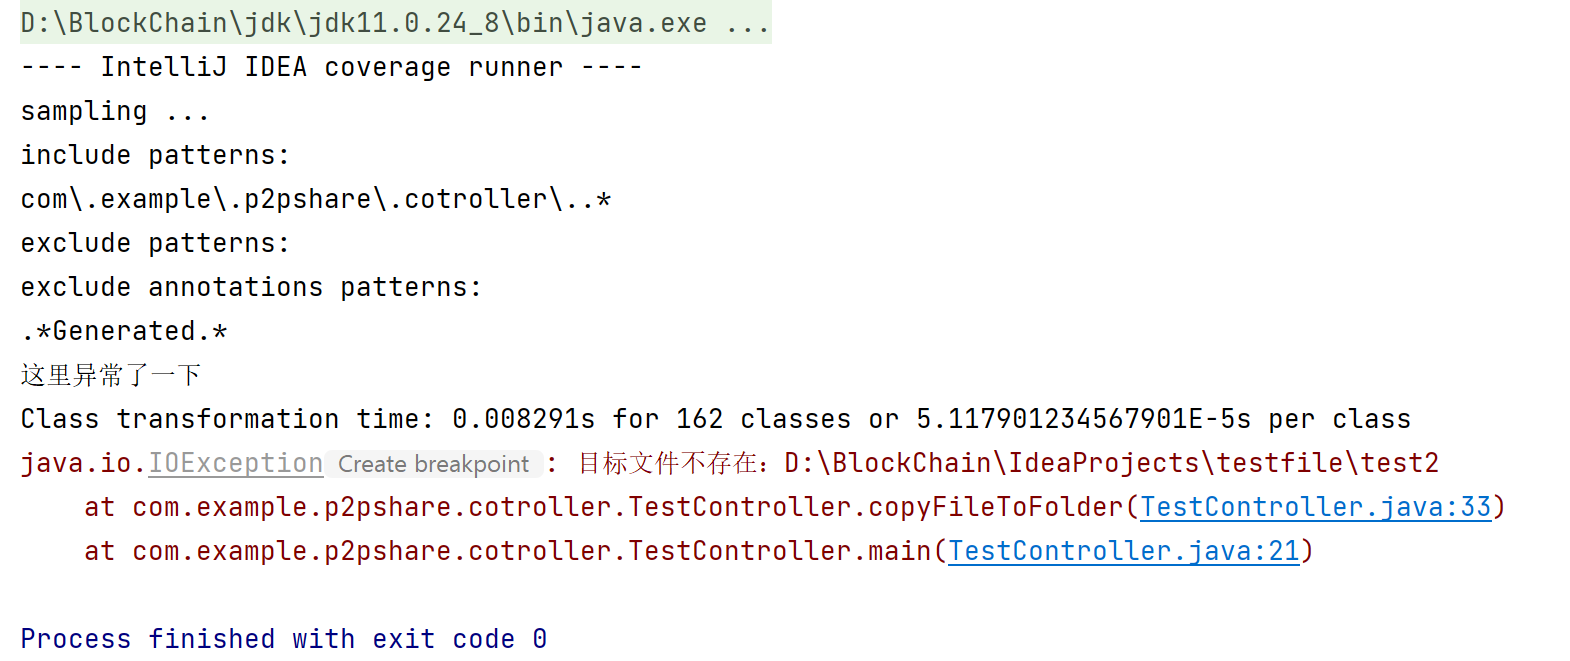 D:\BlockChain\jdk\jdk11.0.24_8\bin\java.exe ...
---- IntelliJ IDEA coverage runner ----
sampling ...
include patterns:
com\.example\.p2pshare\.cotroller\..*
exclude patterns:
exclude annotations patterns:
.*Generated.*
这里异常了一下
Class transformation time: 0.008291s for 162 classes or 5.117901234567901E-5s per class
java.io.IOException Create breakpoint : 目标文件不存在：D:\BlockChain\IdeaProjects\testfile\test2
    at com.example.p2pshare.cotroller.TestController.copyFileToFolder(TestController.java:33)
    at com.example.p2pshare.cotroller.TestController.main(TestController.java:21)
Process finished with exit code 0